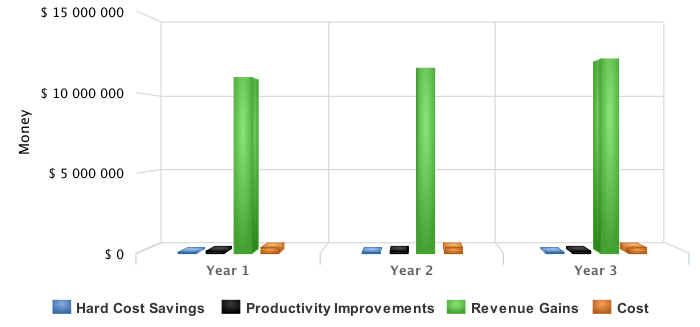 $ 15 000 000
$ 10 000 000
Money
$ 5 000 000
$ 0
Year 1 Year 2 Year 3
Hard Cost Savings Productivity Improvements Revenue Gains Cost